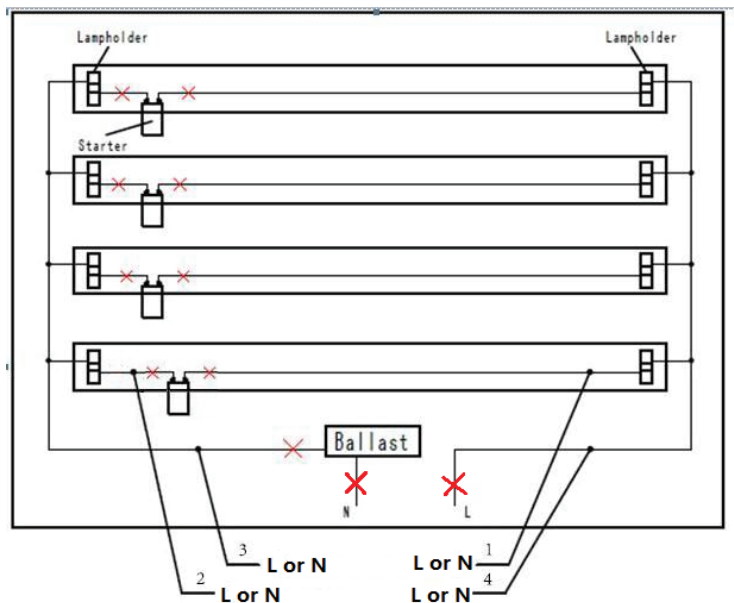 Lampholder Lampholder
Starter
Ballast
N L
3 L or N L or N 1
2 L or N L or N 4